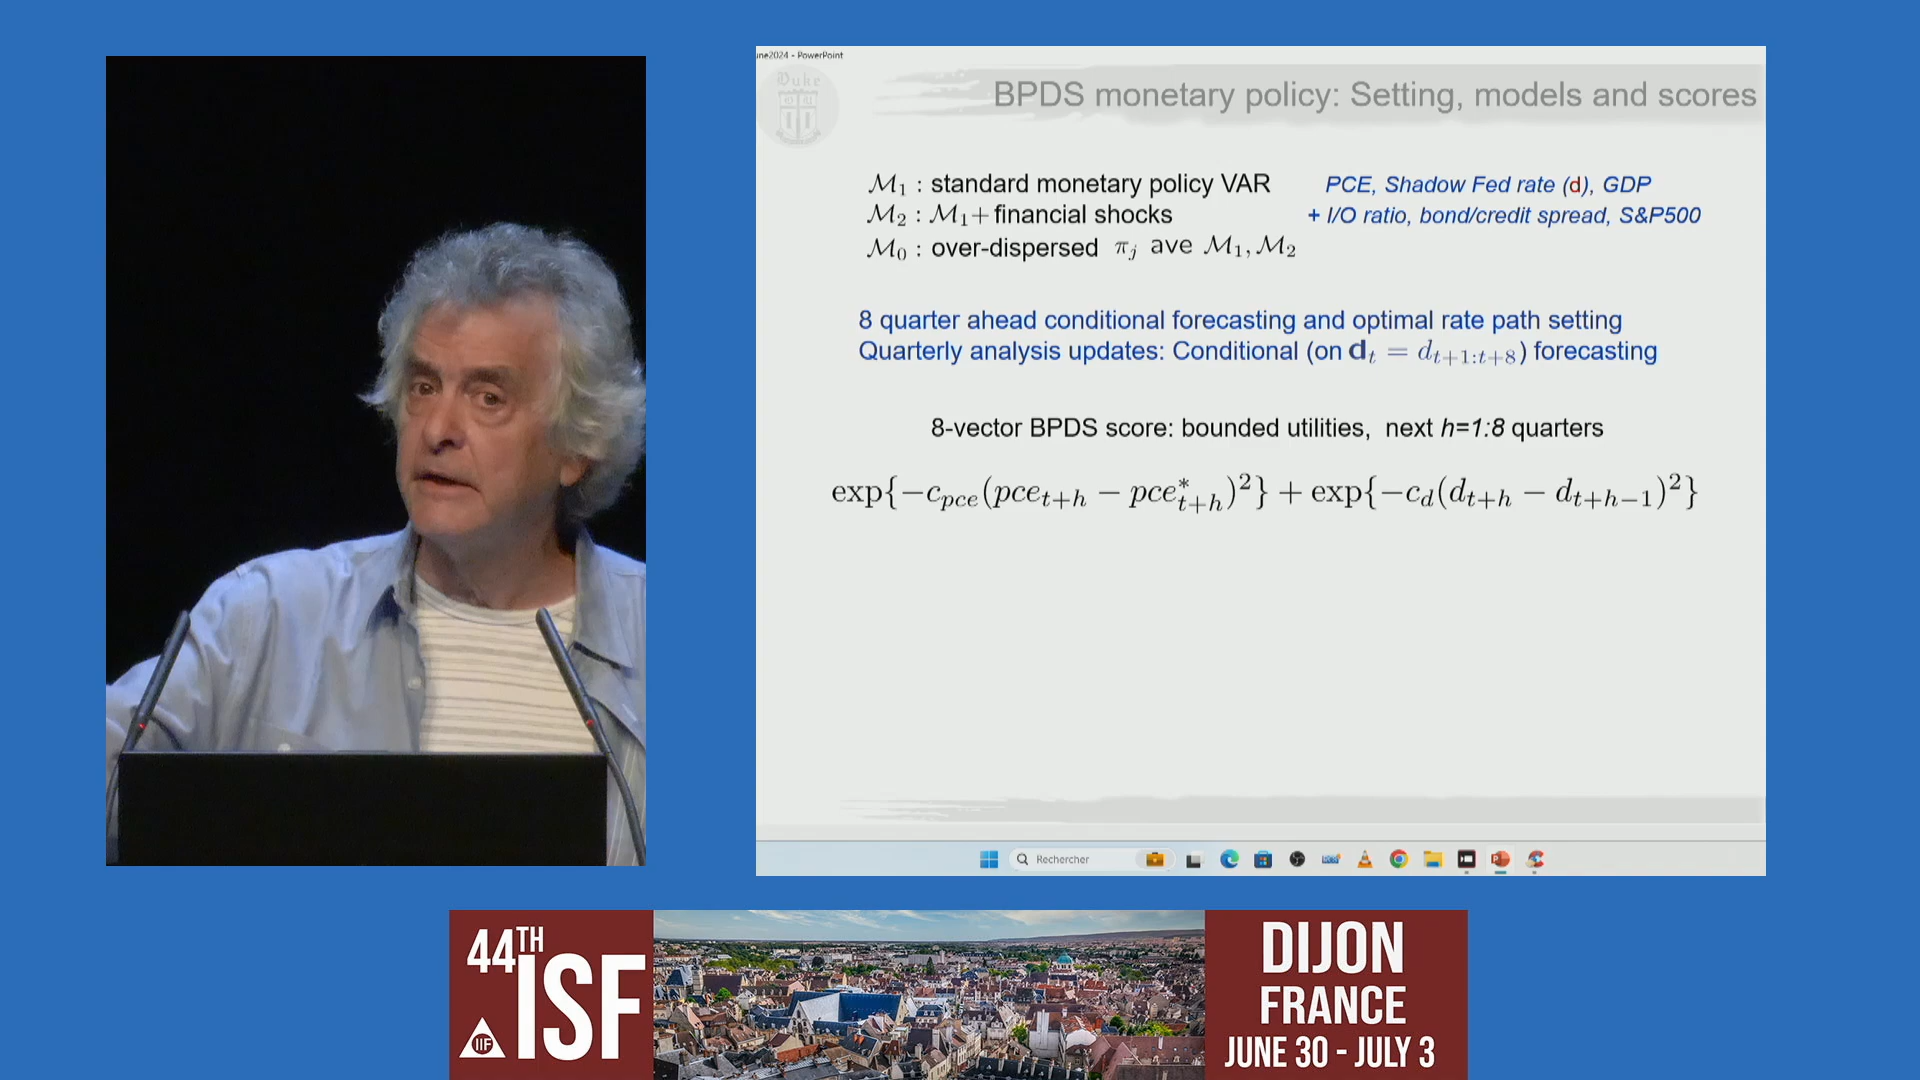 une2024 - PowerPoint
Duke
BPDS monetary policy: Setting, models and scores
ℳ₁ : standard monetary policy VAR PCE, Shadow Fed rate (d), GDP
ℳ₂ : ℳ₁+ financial shocks + I/O ratio, bond/credit spread, S&P500
ℳ₀ : over-dispersed πⱼ ave ℳ₁, ℳ₂
8 quarter ahead conditional forecasting and optimal rate path setting
Quarterly analysis updates: Conditional (on d_t = d_{t+1:t+8}) forecasting
8-vector BPDS score: bounded utilities, next h=1:8 quarters
exp{−c_{pce}(pce_{t+h} − pce*_{t+h})²} + exp{−c_d(d_{t+h} − d_{t+h−1})²}
Rechercher
44TH
ISF
IIF
DIJON
FRANCE
JUNE 30 - JULY 3